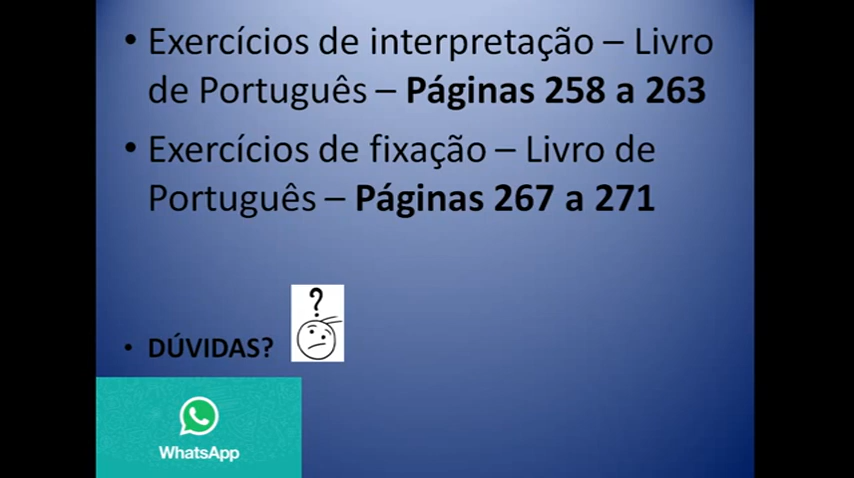 • Exercícios de interpretação – Livro
de Português – Páginas 258 a 263
• Exercícios de fixação – Livro de
Português – Páginas 267 a 271
?
• DÚVIDAS?
WhatsApp